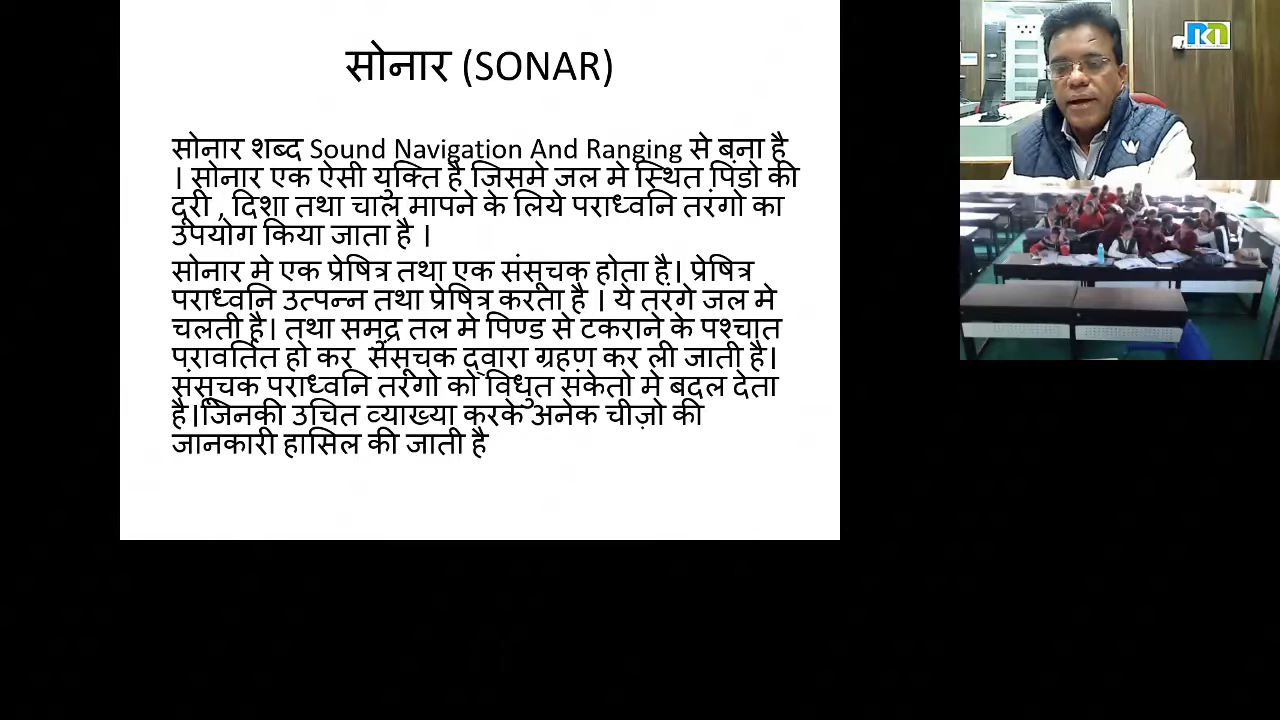 सोनार (SONAR)
सोनार शब्द Sound Navigation And Ranging से बना है
। सोनार एक ऐसी युक्ति है जिसमे जल मे स्थित पिंडो की
दूरी , दिशा तथा चाल मापने के लिये पराध्वनि तरंगो का
उपयोग किया जाता है ।
सोनार मे एक प्रेषित्र तथा एक संसूचक होता है। प्रेषित्र
पराध्वनि उत्पन्न तथा प्रेषित्र करता है । ये तरंगे जल मे
चलती है। तथा समुद्र तल मे पिण्ड से टकराने के पश्चात
परावर्तित हो कर संसूचक द्वारा ग्रहण कर ली जाती है।
संसूचक पराध्वनि तरंगो को विधुत संकेतो मे बदल देता
है।जिनकी उचित व्याख्या करके अनेक चीज़ो की
जानकारी हासिल की जाती है